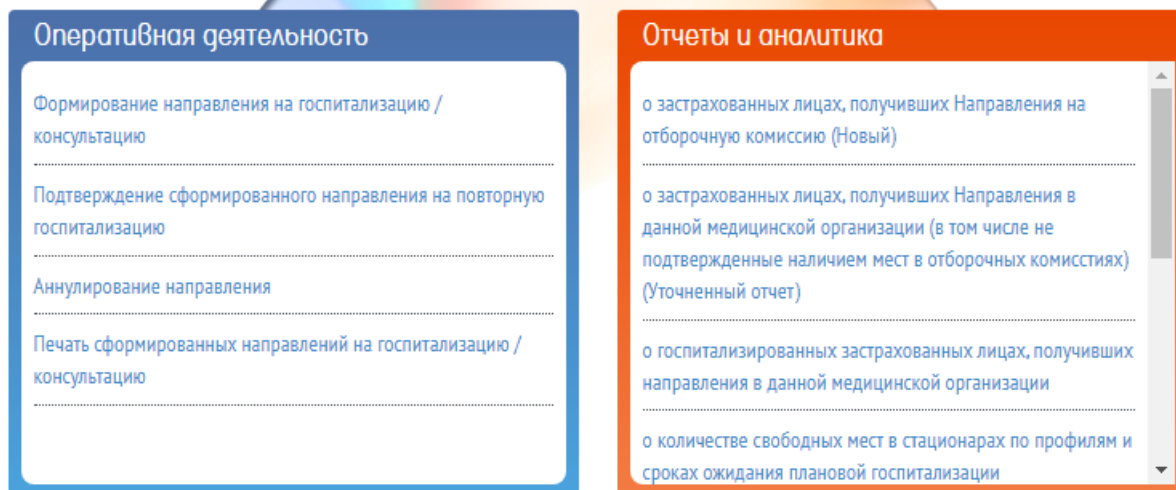 Оперативная деятельность
Формирование направления на госпитализацию /
консультацию
Подтверждение сформированного направления на повторную
госпитализацию
Аннулирование направления
Печать сформированных направлений на госпитализацию /
консультацию
Отчеты и аналитика
о застрахованных лицах, получивших Направления на
отборочную комиссию (Новый)
о застрахованных лицах, получивших Направления в
данной медицинской организации (в том числе не
подтвержденные наличием мест в отборочных комисстиях)
(Уточненный отчет)
о госпитализированных застрахованных лицах, получивших
направления в данной медицинской организации
о количестве свободных мест в стационарах по профилям и
сроках ожидания плановой госпитализации